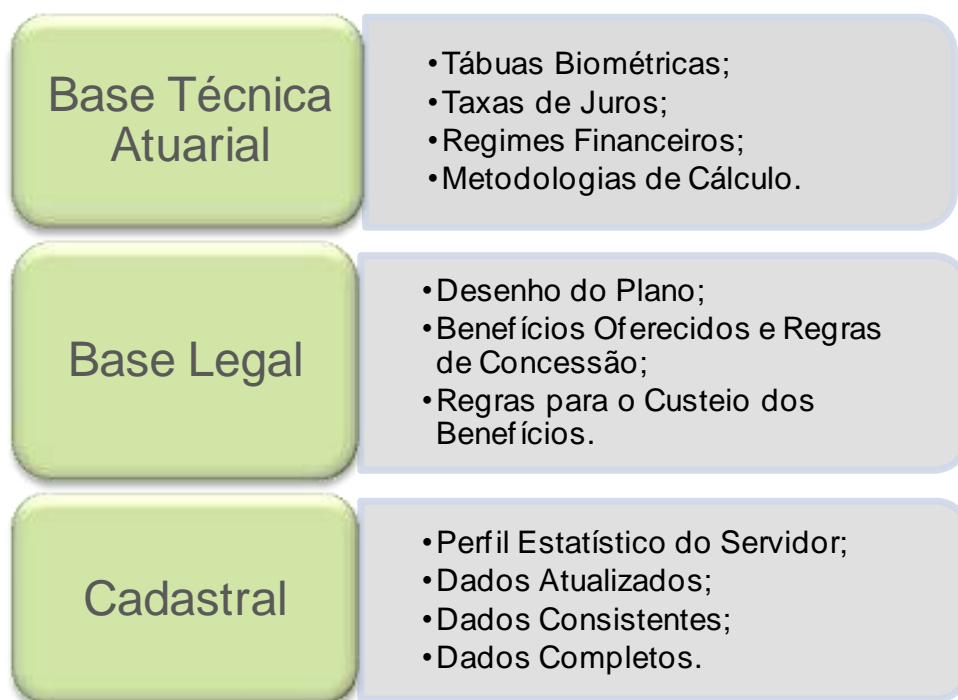 Base Técnica
Atuarial
•Tábuas Biométricas;
•Taxas de Juros;
•Regimes Financeiros;
•Metodologias de Cálculo.
Base Legal
•Desenho do Plano;
•Benefícios Oferecidos e Regras
de Concessão;
•Regras para o Custeio dos
Benefícios.
Cadastral
•Perfil Estatístico do Servidor;
•Dados Atualizados;
•Dados Consistentes;
•Dados Completos.